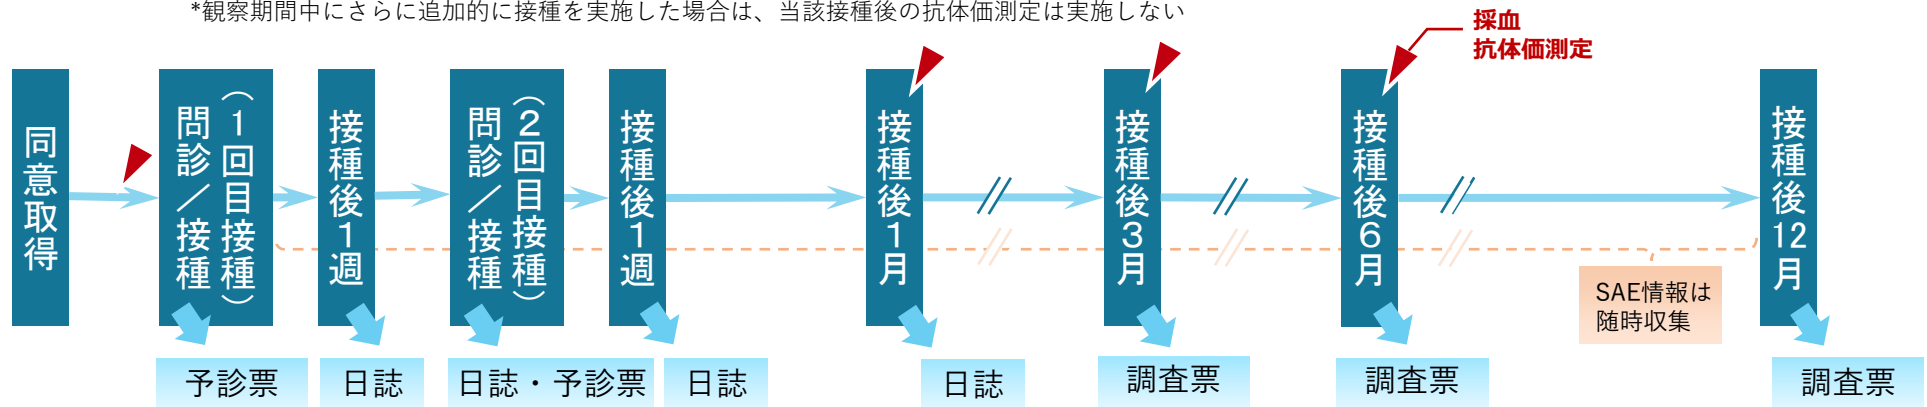 *観察期間中にさらに追加的に接種を実施した場合は、当該接種後の抗体価測定は実施しない
採血
抗体価測定
同意取得
問診／接種
（1回目接種）
接種後1週
問診／接種
（2回目接種）
接種後1週
接種後1月
接種後3月
接種後6月
接種後12月
SAE情報は
随時収集
予診票
日誌
日誌・予診票
日誌
日誌
調査票
調査票
調査票